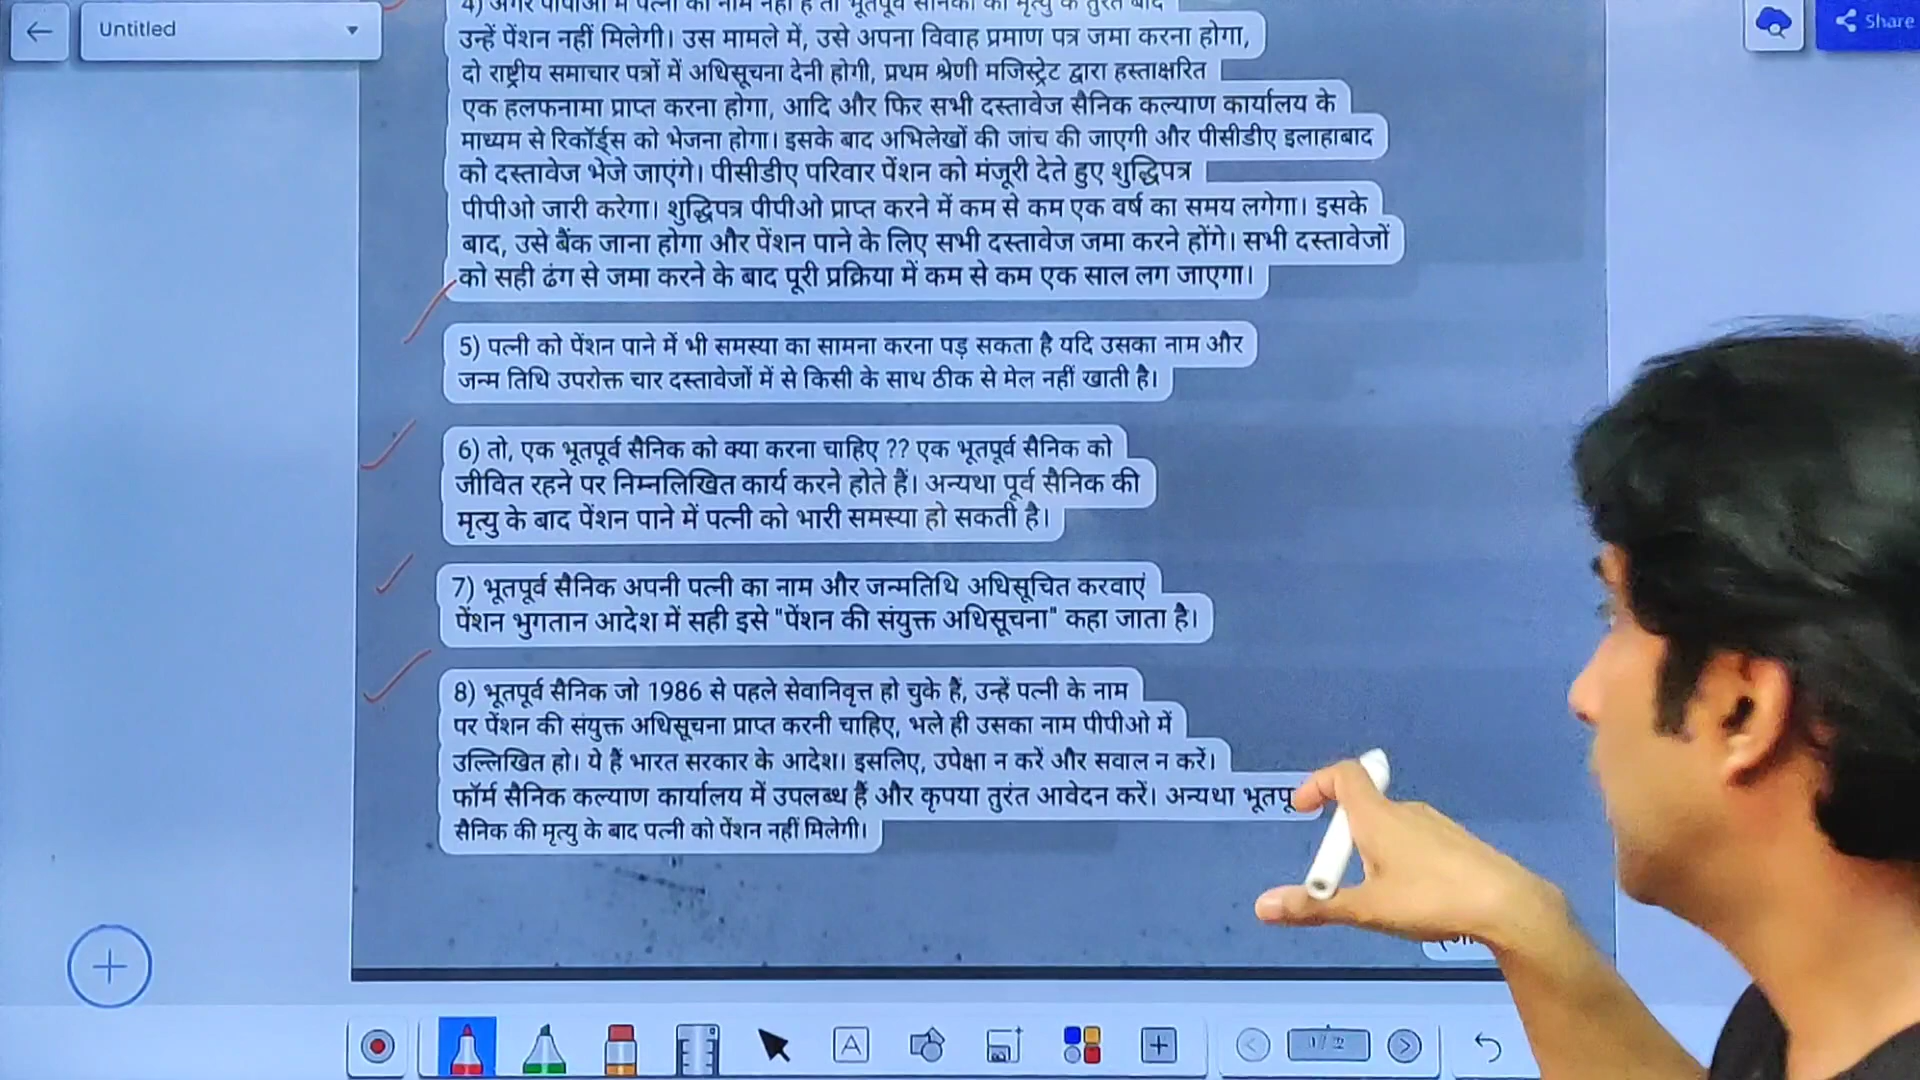 Untitled
Share
4) अगर पीपीओ में पत्नी का नाम नहीं है तो भूतपूर्व सैनिकों की मृत्यु के तुरंत बाद
उन्हें पेंशन नहीं मिलेगी। उस मामले में, उसे अपना विवाह प्रमाण पत्र जमा करना होगा,
दो राष्ट्रीय समाचार पत्रों में अधिसूचना देनी होगी, प्रथम श्रेणी मजिस्ट्रेट द्वारा हस्ताक्षरित
एक हलफनामा प्राप्त करना होगा, आदि और फिर सभी दस्तावेज सैनिक कल्याण कार्यालय के
माध्यम से रिकॉर्ड्स को भेजना होगा। इसके बाद अभिलेखों की जांच की जाएगी और पीसीडीए इलाहाबाद
को दस्तावेज भेजे जाएंगे। पीसीडीए परिवार पेंशन को मंजूरी देते हुए शुद्धिपत्र
पीपीओ जारी करेगा। शुद्धिपत्र पीपीओ प्राप्त करने में कम से कम एक वर्ष का समय लगेगा। इसके
बाद, उसे बैंक जाना होगा और पेंशन पाने के लिए सभी दस्तावेज जमा करने होंगे। सभी दस्तावेजों
को सही ढंग से जमा करने के बाद पूरी प्रक्रिया में कम से कम एक साल लग जाएगा।
5) पत्नी को पेंशन पाने में भी समस्या का सामना करना पड़ सकता है यदि उसका नाम और
जन्म तिथि उपरोक्त चार दस्तावेजों में से किसी के साथ ठीक से मेल नहीं खाती है।
6) तो, एक भूतपूर्व सैनिक को क्या करना चाहिए ?? एक भूतपूर्व सैनिक को
जीवित रहने पर निम्नलिखित कार्य करने होते हैं। अन्यथा पूर्व सैनिक की
मृत्यु के बाद पेंशन पाने में पत्नी को भारी समस्या हो सकती है।
7) भूतपूर्व सैनिक अपनी पत्नी का नाम और जन्मतिथि अधिसूचित करवाएं
पेंशन भुगतान आदेश में सही इसे "पेंशन की संयुक्त अधिसूचना" कहा जाता है।
8) भूतपूर्व सैनिक जो 1986 से पहले सेवानिवृत्त हो चुके हैं, उन्हें पत्नी के नाम
पर पेंशन की संयुक्त अधिसूचना प्राप्त करनी चाहिए, भले ही उसका नाम पीपीओ में
उल्लिखित हो। ये हैं भारत सरकार के आदेश। इसलिए, उपेक्षा न करें और सवाल न करें।
फॉर्म सैनिक कल्याण कार्यालय में उपलब्ध हैं और कृपया तुरंत आवेदन करें। अन्यथा भूतपू
सैनिक की मृत्यु के बाद पत्नी को पेंशन नहीं मिलेगी।
A